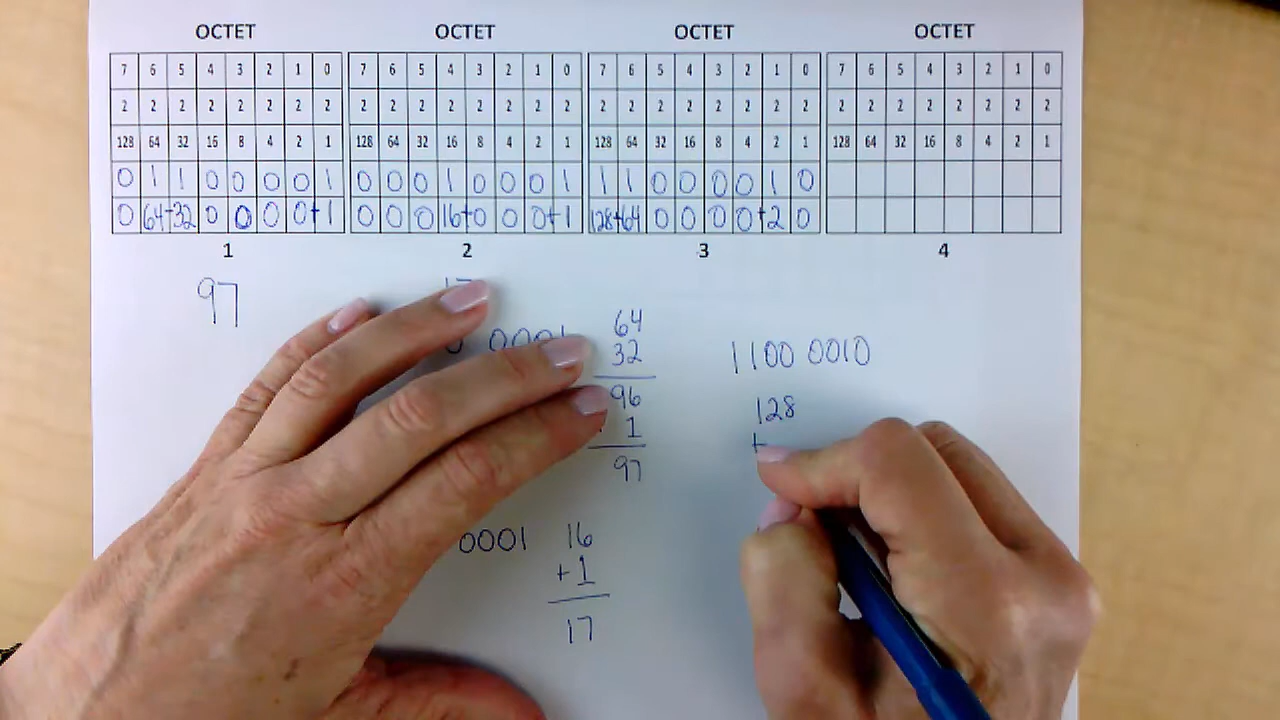 OCTET OCTET OCTET OCTET
7 6 5 4 3 2 1 0 7 6 5 4 3 2 1 0 7 6 5 4 3 2 1 0 7 6 5 4 3 2 1 0
2 2 2 2 2 2 2 2 2 2 2 2 2 2 2 2 2 2 2 2 2 2 2 2 2 2 2 2 2 2 2 2
128 64 32 16 8 4 2 1 128 64 32 16 8 4 2 1 128 64 32 16 8 4 2 1 128 64 32 16 8 4 2 1
0 1 1 0 0 0 0 1 0 0 0 1 0 0 0 1 1 1 0 0 0 0 1 0
0 64+32 0 0 0 0+1 0 0 0 16+0 0 0+1 128+64 0 0 0 0+2 0
1 2 3 4
97
64
32
96
1
97
0001
1100 0010
128
+
0001
16
+1
17